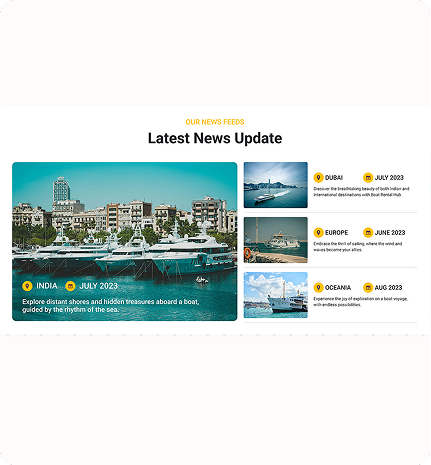 OUR NEWS FEEDS
Latest News Update
INDIA JULY 2023
Explore distant shores and hidden treasures aboard a boat,
guided by the rhythm of the sea.
DUBAI JULY 2023
Discover the breathtaking beauty of both Indian and
International destinations with Boat Rental Hub
EUROPE JUNE 2023
Embrace the thrill of sailing, where the wind and
waves become your allies.
OCEANIA AUG 2023
Experience the joy of exploration on a boat voyage,
with endless possibilities.